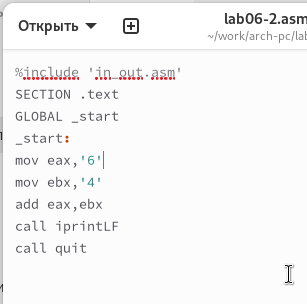 Открыть
lab06-2.asm
~/work/arch-pc/lab
%include 'in_out.asm'
SECTION .text
GLOBAL _start
_start:
mov eax,'6'
mov ebx,'4'
add eax,ebx
call iprintLF
call quit